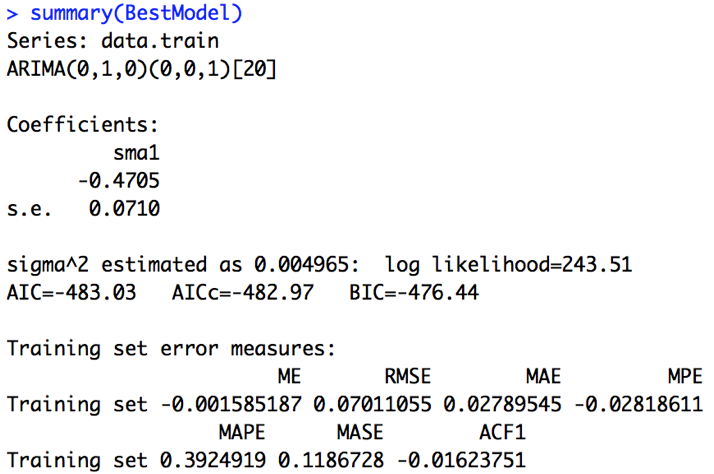 > summary(BestModel)
Series: data.train
ARIMA(0,1,0)(0,0,1)[20]
Coefficients:
sma1
-0.4705
s.e. 0.0710
sigma^2 estimated as 0.004965: log likelihood=243.51
AIC=-483.03 AICc=-482.97 BIC=-476.44
Training set error measures:
ME RMSE MAE MPE
Training set -0.001585187 0.07011055 0.02789545 -0.02818611
MAPE MASE ACF1
Training set 0.3924919 0.1186728 -0.01623751